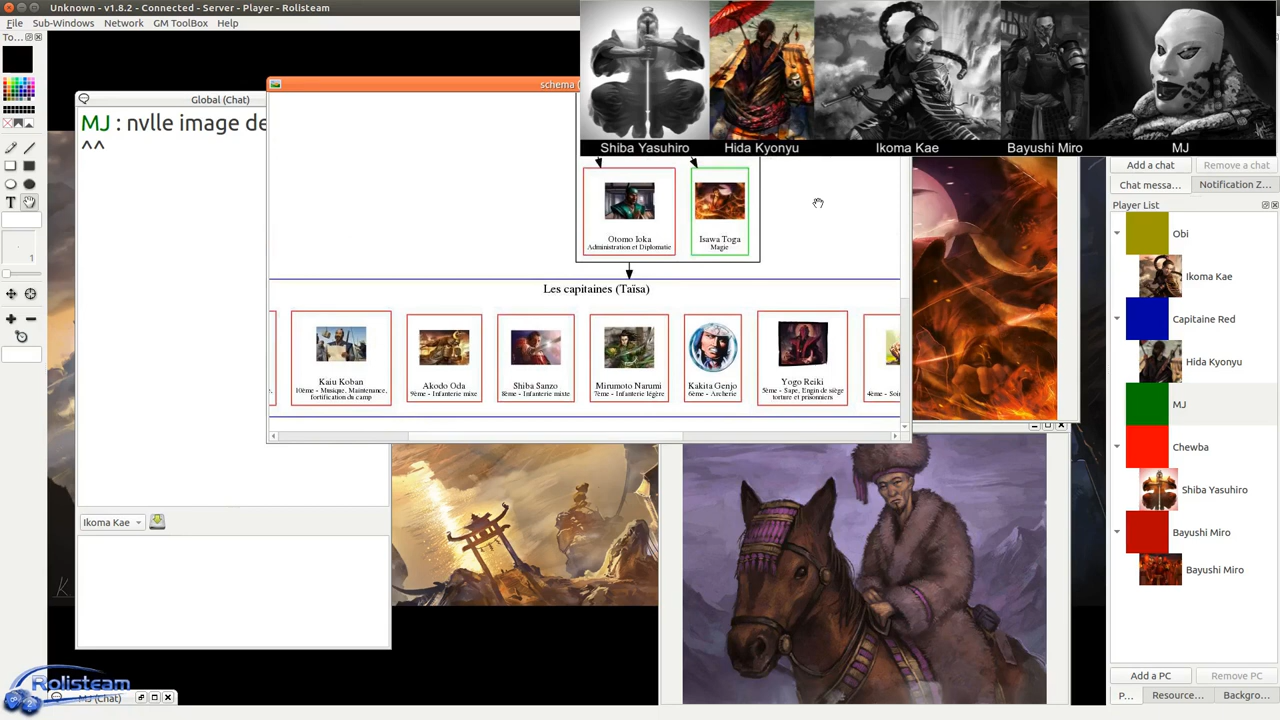 Unknown - v1.8.2 - Connected - Server - Player - Rolisteam
File Sub-Windows Network GM ToolBox Help
To...
Global (Chat)
schema (
MJ : nvlle image de
^^
Shiba Yasuhiro Hida Kyonyu Ikoma Kae Bayushi Miro MJ
Add a chat Remove a chat
Chat messa... Notification Z...
Player List
Obi
Ikoma Kae
Capitaine Red
Hida Kyonyu
MJ
Chewba
Shiba Yasuhiro
Bayushi Miro
Bayushi Miro
T
1
Otomo Ioka
Administration et Diplomatie
Isawa Toga
Magie
Les capitaines (Taïsa)
Kaiu Koban
10ème - Musique, Maintenance,
fortification du camp
Akodo Oda
9ème - Infanterie mixe
Shiba Sanzo
8ème - Infanterie mixte
Mirumoto Narumi
7ème - Infanterie légère
Kakita Genjo
6ème - Archerie
Yogo Reiki
5ème - Sape, Engin de siège
torture et prisonniers
4ème - Soi
Ikoma Kae
K.
Rolisteam
MJ (Chat)
Add a PC Remove PC
P... Resource... Backgro...